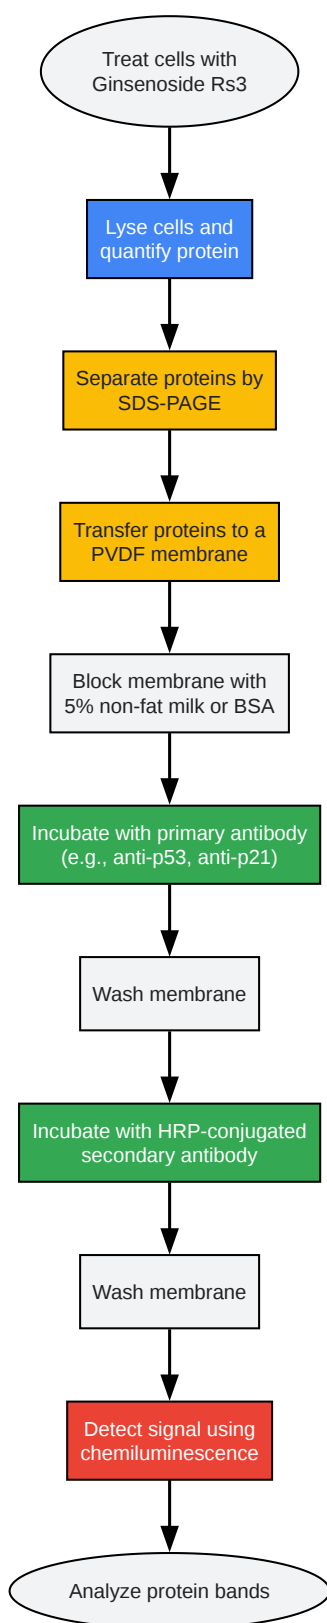 Treat cells with
Ginsenoside Rs3
Lyse cells and
quantify protein
Separate proteins by
SDS-PAGE
Transfer proteins to a
PVDF membrane
Block membrane with
5% non-fat milk or BSA
Incubate with primary antibody
(e.g., anti-p53, anti-p21)
Wash membrane
Incubate with HRP-conjugated
secondary antibody
Wash membrane
Detect signal using
chemiluminescence
Analyze protein bands